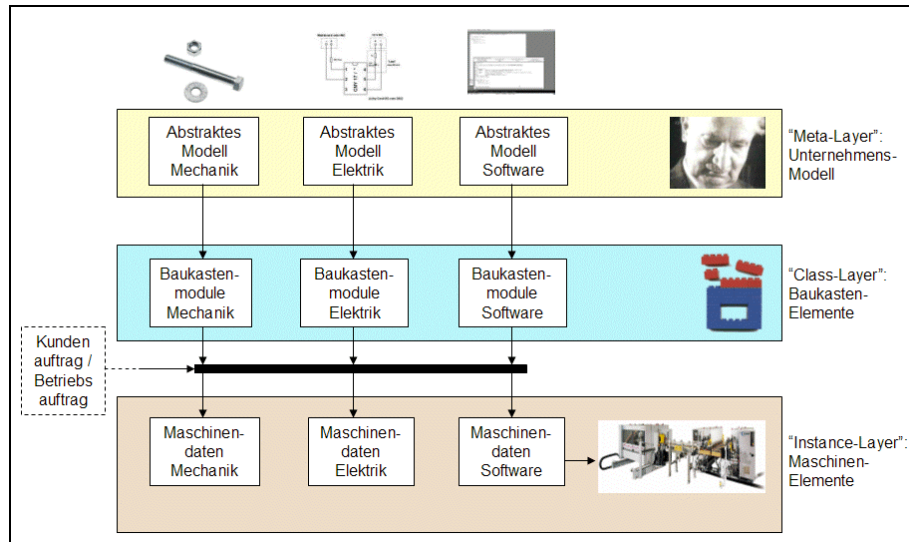 Abstraktes
Modell
Mechanik
Abstraktes
Modell
Elektrik
Abstraktes
Modell
Software
“Meta-Layer”:
Unternehmens-
Modell
Baukasten-
module
Mechanik
Baukasten-
module
Elektrik
Baukasten-
module
Software
“Class-Layer”:
Baukasten-
Elemente
Kunden
auftrag /
Betriebs
auftrag
Maschinen-
daten
Mechanik
Maschinen-
daten
Elektrik
Maschinen-
daten
Software
“Instance-Layer”:
Maschinen-
Elemente